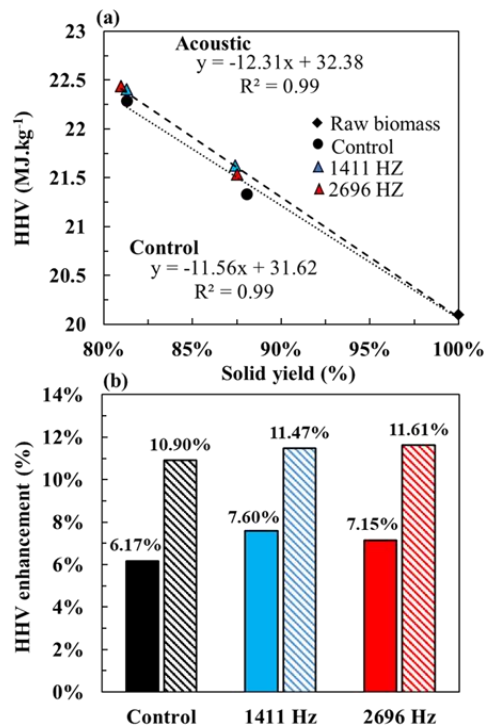 (a)
23
22.5
22
21.5
21
20.5
20
HHV (MJ.kg⁻¹)
Acoustic
y = -12.31x + 32.38
R² = 0.99
Raw biomass
Control
1411 HZ
2696 HZ
Control
y = -11.56x + 31.62
R² = 0.99
80% 85% 90% 95% 100%
Solid yield (%)
(b)
14%
12%
10%
8%
6%
4%
2%
0%
HHV enhancement (%)
6.17% 10.90% 7.60% 11.47% 7.15% 11.61%
Control 1411 Hz 2696 Hz